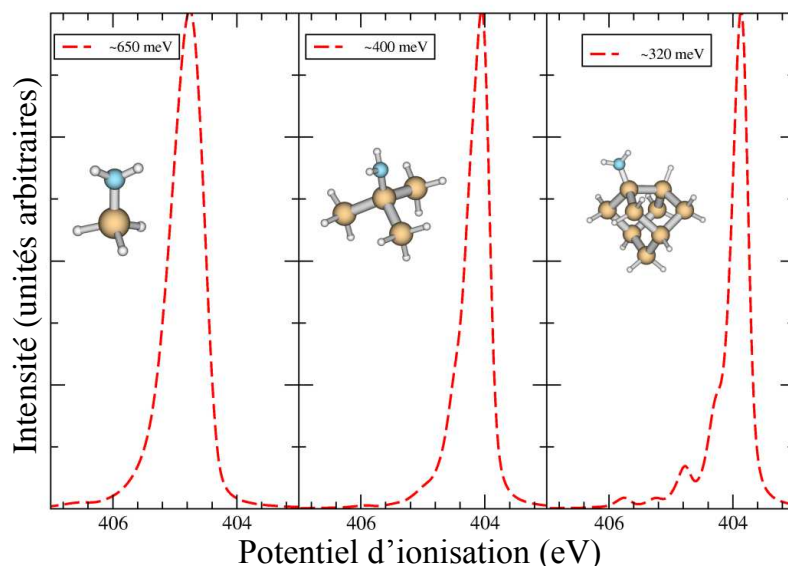 Intensité (unités arbitraires)
~650 meV
~400 meV
~320 meV
406 404 406 404 406 404
Potentiel d’ionisation (eV)